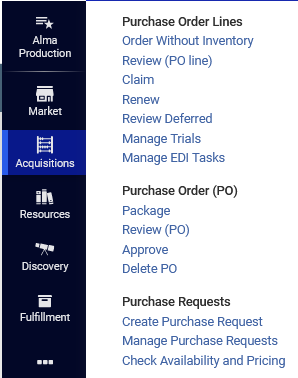 Alma
Production
Market
Acquisitions
Resources
Discovery
Fulfillment
Purchase Order Lines
Order Without Inventory
Review (PO line)
Claim
Renew
Review Deferred
Manage Trials
Manage EDI Tasks
Purchase Order (PO)
Package
Review (PO)
Approve
Delete PO
Purchase Requests
Create Purchase Request
Manage Purchase Requests
Check Availability and Pricing